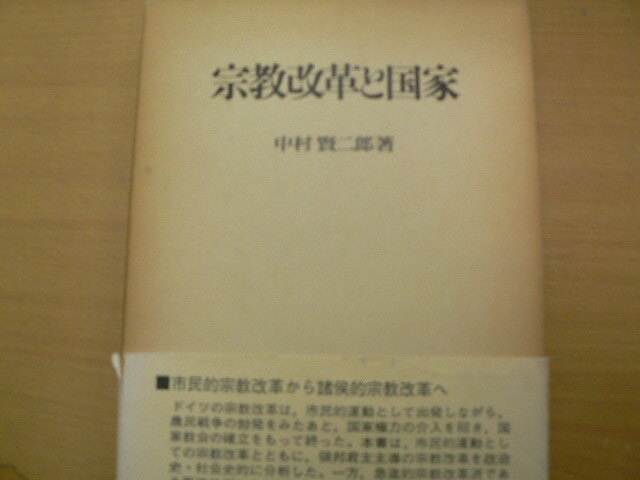 宗教改革と国家
中村賢二郎著
■市民的宗教改革から諸侯的宗教改革へ
ドイツの宗教改革は，市民的運動として出発しながら，
農民戦争の勃発をみたあと，国家権力の介入を招き，国
家教会の確立をもって終った。本書は，市民的運動とし
ての宗教改革とともに，領邦君主主導の宗教改革を政治
史・社会史的に分析した。一方，急進的宗教改革派であ